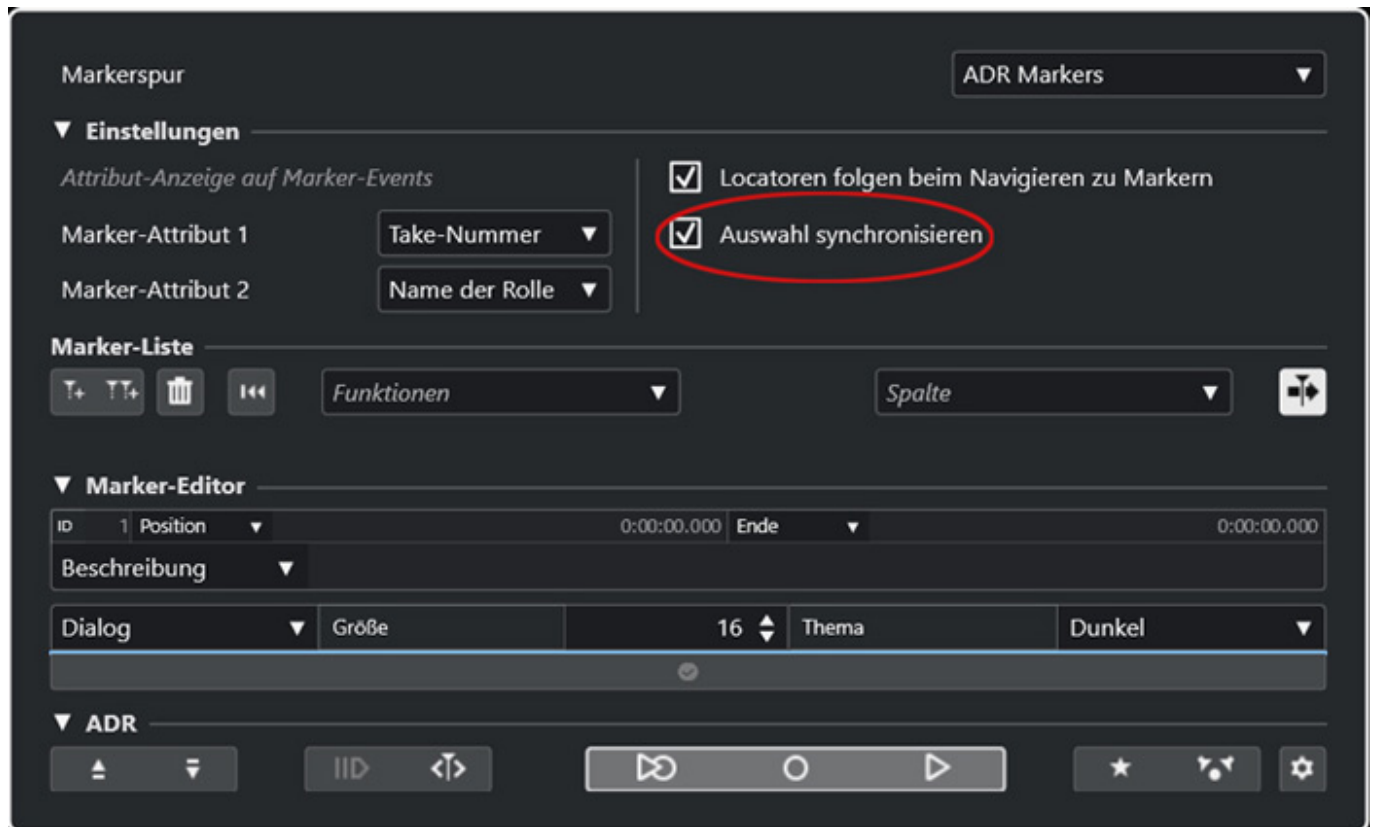 Markerspur ADR Markers
Einstellungen
Attribut-Anzeige auf Marker-Events Locatoren folgen beim Navigieren zu Markern
Marker-Attribut 1 Take-Nummer Auswahl synchronisieren
Marker-Attribut 2 Name der Rolle
Marker-Liste
Funktionen Spalte
Marker-Editor
ID 1 Position 0:00:00.000 Ende 0:00:00.000
Beschreibung
Dialog Größe 16 Thema Dunkel
ADR